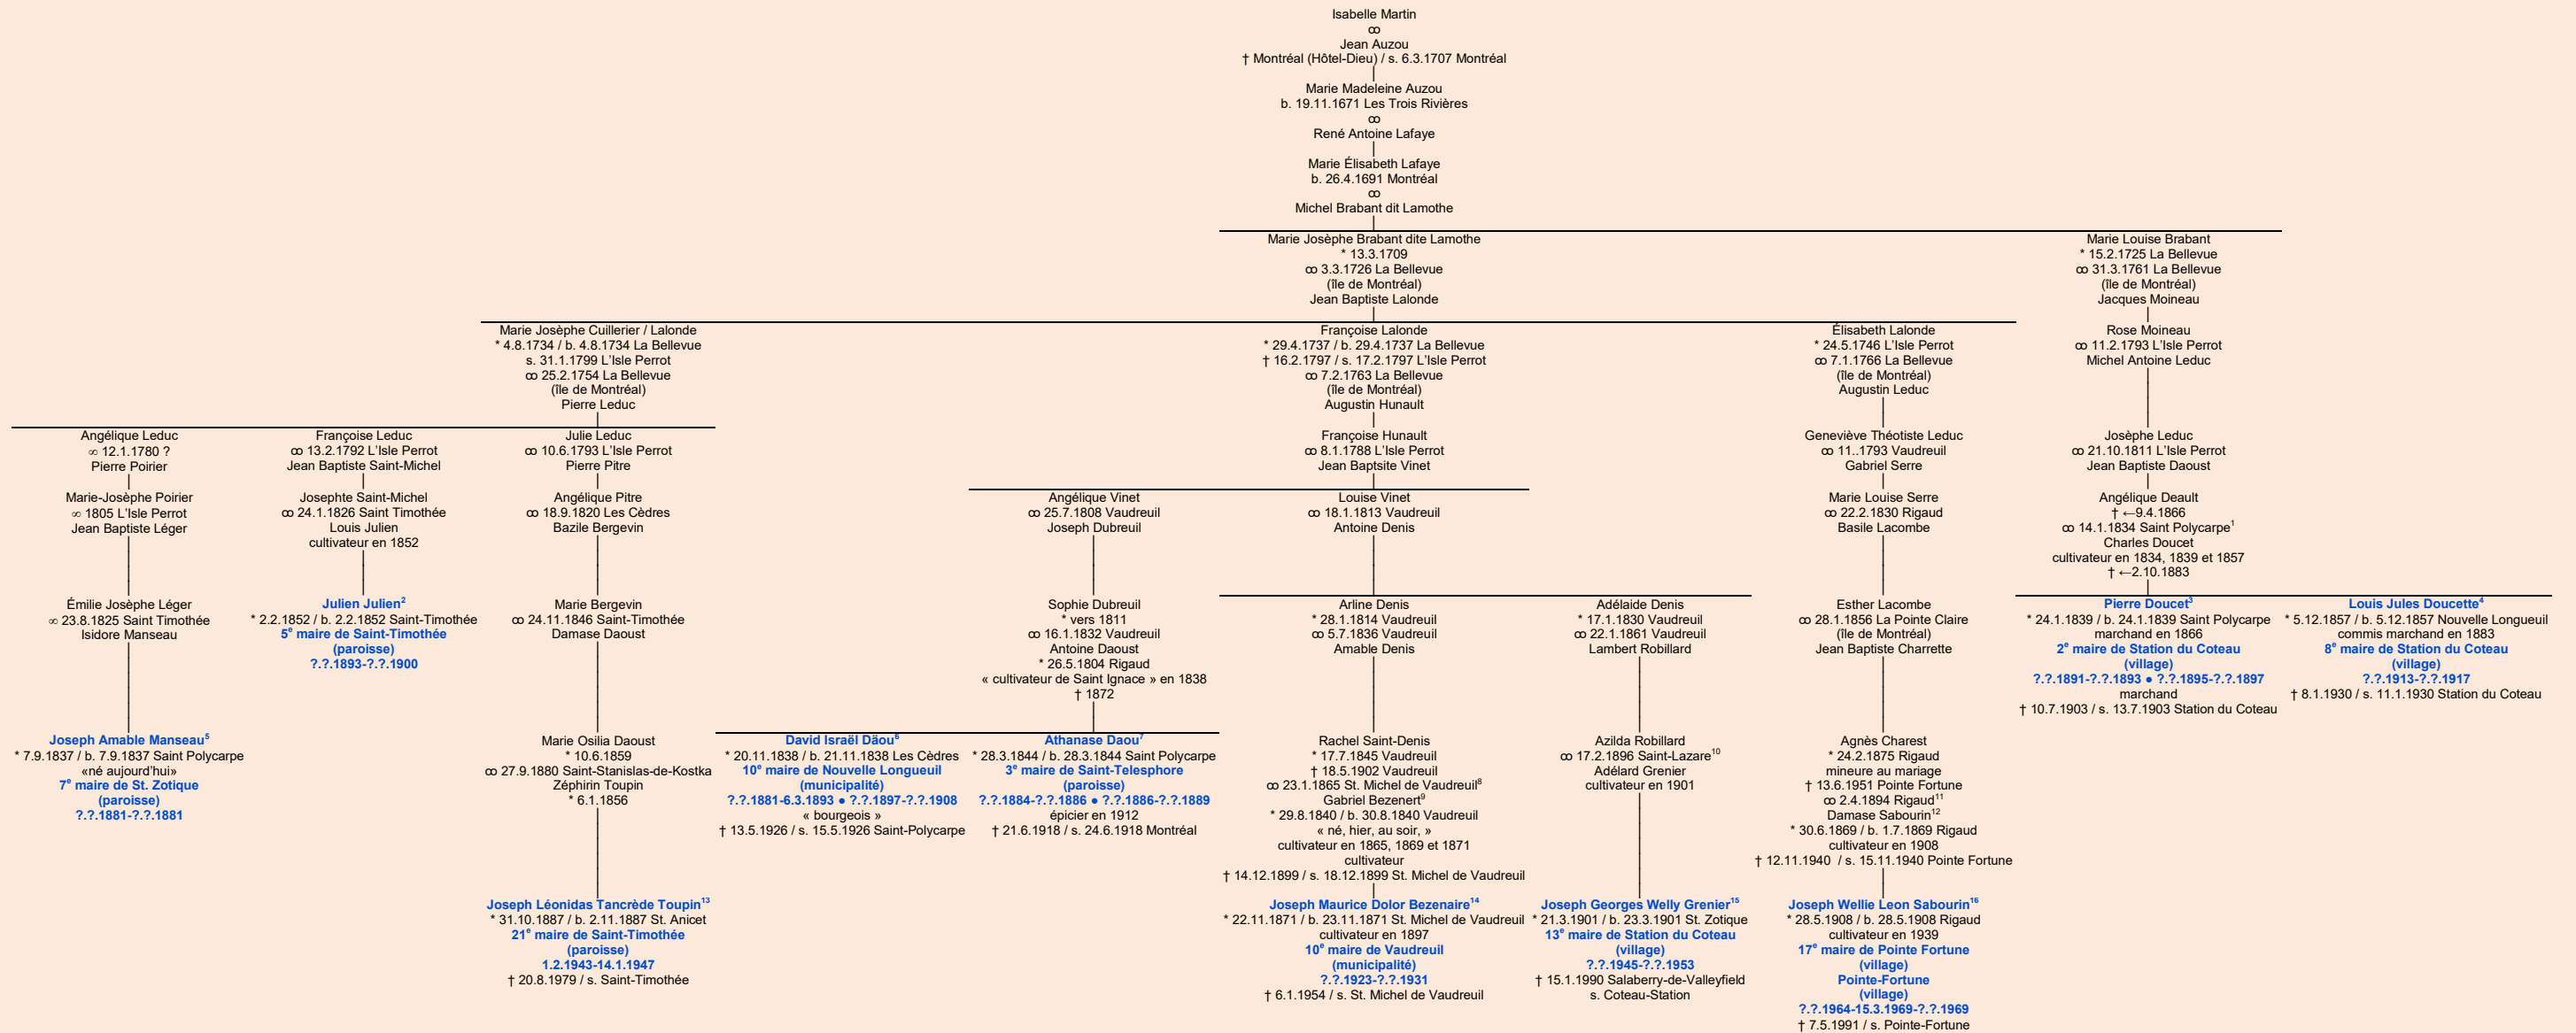 Isabelle Martin
ꝏ
Jean Auzou
† Montréal (Hôtel-Dieu) / s. 6.3.1707 Montréal
Marie Madeleine Auzou
b. 19.11.1671 Les Trois Rivières
ꝏ
René Antoine Lafaye
Marie Élisabeth Lafaye
b. 26.4.1691 Montréal
ꝏ
Michel Brabant dit Lamothe
Marie Josèphe Brabant dite Lamothe
* 13.3.1709
ꝏ 3.3.1726 La Bellevue
(île de Montréal)
Jean Baptiste Lalonde
Marie Louise Brabant
* 15.2.1725 La Bellevue
ꝏ 31.3.1761 La Bellevue
(île de Montréal)
Jacques Moineau
Marie Josèphe Cuillerier / Lalonde
* 4.8.1734 / b. 4.8.1734 La Bellevue
s. 31.1.1799 L'Isle Perrot
ꝏ 25.2.1754 La Bellevue
(île de Montréal)
Pierre Leduc
Françoise Lalonde
* 29.4.1737 / b. 29.4.1737 La Bellevue
† 16.2.1797 / s. 17.2.1797 L'Isle Perrot
ꝏ 7.2.1763 La Bellevue
(île de Montréal)
Augustin Hunault
Élisabeth Lalonde
* 24.5.1746 L'Isle Perrot
ꝏ 7.1.1766 La Bellevue
(île de Montréal)
Augustin Leduc
Rose Moineau
ꝏ 11.2.1793 L'Isle Perrot
Michel Antoine Leduc
Angélique Leduc
∞ 12.1.1780 ?
Pierre Poirier
Françoise Leduc
ꝏ 13.2.1792 L'Isle Perrot
Jean Baptiste Saint-Michel
Julie Leduc
ꝏ 10.6.1793 L'Isle Perrot
Pierre Pitre
Françoise Hunault
ꝏ 8.1.1788 L'Isle Perrot
Jean Baptsite Vinet
Geneviève Théotiste Leduc
ꝏ 11..1793 Vaudreuil
Gabriel Serre
Josèphe Leduc
ꝏ 21.10.1811 L'Isle Perrot
Jean Baptiste Daoust
Marie-Josèphe Poirier
∞ 1805 L'Isle Perrot
Jean Baptiste Léger
Josephte Saint-Michel
ꝏ 24.1.1826 Saint Timothée
Louis Julien
cultivateur en 1852
Angélique Pitre
ꝏ 18.9.1820 Les Cèdres
Bazile Bergevin
Angélique Vinet
ꝏ 25.7.1808 Vaudreuil
Joseph Dubreuil
Louise Vinet
ꝏ 18.1.1813 Vaudreuil
Antoine Denis
Marie Louise Serre
ꝏ 22.2.1830 Rigaud
Basile Lacombe
Angélique Deault
† ←9.4.1866
ꝏ 14.1.1834 Saint Polycarpe¹
Charles Doucet
cultivateur en 1834, 1839 et 1857
† ←2.10.1883
Émilie Josèphe Léger
∞ 23.8.1825 Saint Timothée
Isidore Manseau
Julien Julien²
* 2.2.1852 / b. 2.2.1852 Saint-Timothée
5ᵉ maire de Saint-Timothée
(paroisse)
?.?.1893-?.?.1900
Marie Bergevin
ꝏ 24.11.1846 Saint-Timothée
Damase Daoust
Sophie Dubreuil
* vers 1811
ꝏ 16.1.1832 Vaudreuil
Antoine Daoust
* 26.5.1804 Rigaud
« cultivateur de Saint Ignace » en 1838
† 1872
Arline Denis
* 28.1.1814 Vaudreuil
ꝏ 5.7.1836 Vaudreuil
Amable Denis
Adélaide Denis
* 17.1.1830 Vaudreuil
ꝏ 22.1.1861 Vaudreuil
Lambert Robillard
Esther Lacombe
ꝏ 28.1.1856 La Pointe Claire
(île de Montréal)
Jean Baptiste Charrette
Pierre Doucet³
* 24.1.1839 / b. 24.1.1839 Saint Polycarpe
marchand en 1866
2ᵉ maire de Station du Coteau
(village)
?.?.1891-?.?.1893 ● ?.?.1895-?.?.1897
marchand
† 10.7.1903 / s. 13.7.1903 Station du Coteau
Louis Jules Doucette⁴
* 5.12.1857 / b. 5.12.1857 Nouvelle Longueuil
commis marchand en 1883
8ᵉ maire de Station du Coteau
(village)
?.?.1913-?.?.1917
† 8.1.1930 / s. 11.1.1930 Station du Coteau
Joseph Amable Manseau⁵
* 7.9.1837 / b. 7.9.1837 Saint Polycarpe
«né aujourd'hui»
7ᵉ maire de St. Zotique
(paroisse)
?.?.1881-?.?.1881
Marie Osilia Daoust
* 10.6.1859
ꝏ 27.9.1880 Saint-Stanislas-de-Kostka
Zéphirin Toupin
* 6.1.1856
David Israël Däou⁶
* 20.11.1838 / b. 21.11.1838 Les Cèdres
10ᵉ maire de Nouvelle Longueuil
(municipalité)
?.?.1881-6.3.1893 ● ?.?.1897-?.?.1908
« bourgeois »
† 13.5.1926 / s. 15.5.1926 Saint-Polycarpe
Athanase Daou⁷
* 28.3.1844 / b. 28.3.1844 Saint Polycarpe
3ᵉ maire de Saint-Telesphore
(paroisse)
?.?.1884-?.?.1886 ● ?.?.1886-?.?.1889
épicier en 1912
† 21.6.1918 / s. 24.6.1918 Montréal
Rachel Saint-Denis
* 17.7.1845 Vaudreuil
† 18.5.1902 Vaudreuil
ꝏ 23.1.1865 St. Michel de Vaudreuil⁸
Gabriel Bezenert⁹
* 29.8.1840 / b. 30.8.1840 Vaudreuil
« né, hier, au soir, »
cultivateur en 1865, 1869 et 1871
cultivateur
† 14.12.1899 / s. 18.12.1899 St. Michel de Vaudreuil
Azilda Robillard
ꝏ 17.2.1896 Saint-Lazare¹⁰
Adélard Grenier
cultivateur en 1901
Agnès Charest
* 24.2.1875 Rigaud
mineure au mariage
† 13.6.1951 Pointe Fortune
ꝏ 2.4.1894 Rigaud¹¹
Damase Sabourin¹²
* 30.6.1869 / b. 1.7.1869 Rigaud
cultivateur en 1908
† 12.11.1940 / s. 15.11.1940 Pointe Fortune
Joseph Léonidas Tancrède Toupin¹³
* 31.10.1887 / b. 2.11.1887 St. Anicet
21ᵉ maire de Saint-Timothée
(paroisse)
1.2.1943-14.1.1947
† 20.8.1979 / s. Saint-Timothée
Joseph Maurice Dolor Bezenaire¹⁴
* 22.11.1871 / b. 23.11.1871 St. Michel de Vaudreuil
cultivateur en 1897
10ᵉ maire de Vaudreuil
(municipalité)
?.?.1923-?.?.1931
† 6.1.1954 / s. St. Michel de Vaudreuil
Joseph Georges Welly Grenier¹⁵
* 21.3.1901 / b. 23.3.1901 St. Zotique
13ᵉ maire de Station du Coteau
(village)
?.?.1945-?.?.1953
† 15.1.1990 Salaberry-de-Valleyfield
s. Coteau-Station
Joseph Wellie Leon Sabourin¹⁶
* 28.5.1908 / b. 28.5.1908 Rigaud
cultivateur en 1939
17ᵉ maire de Pointe Fortune
(village)
Pointe-Fortune
(village)
?.?.1964-15.3.1969-?.?.1969
† 7.5.1991 / s. Pointe-Fortune